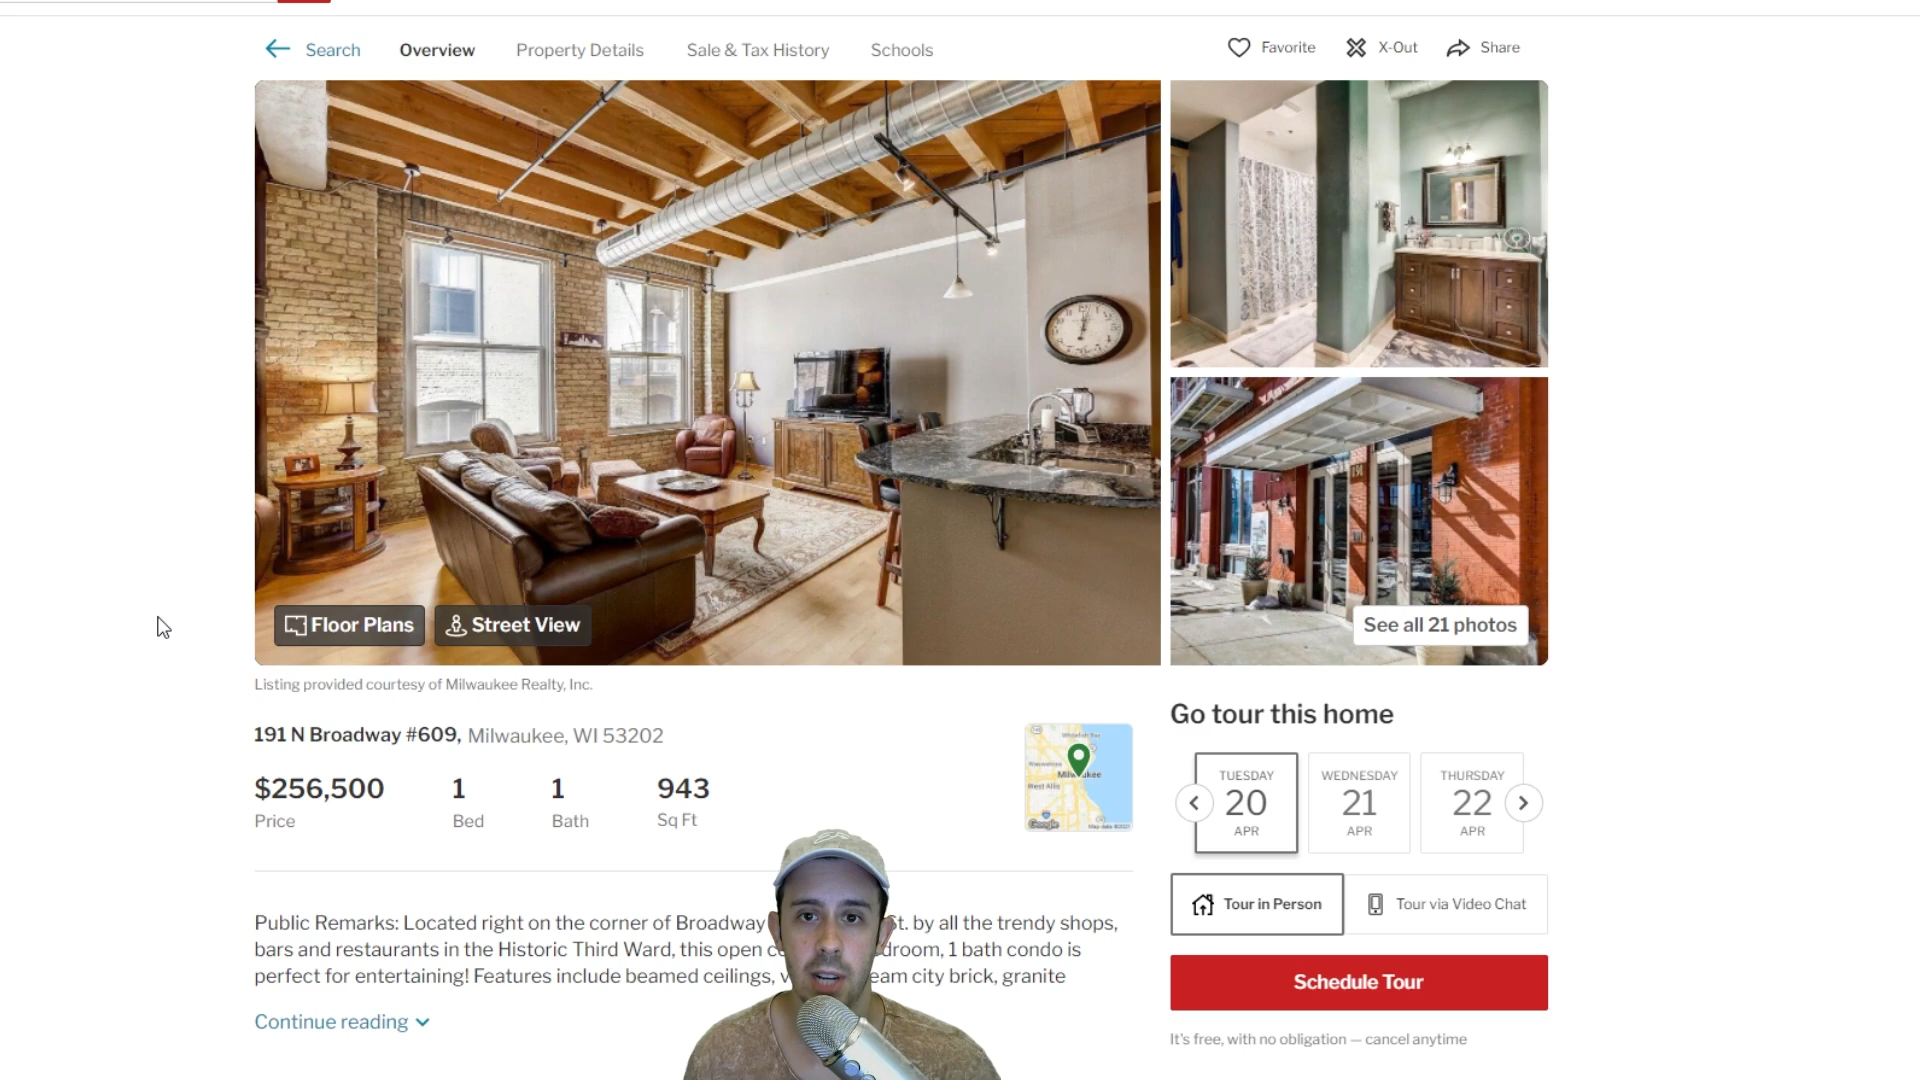 Search
Overview
Property Details
Sale & Tax History
Schools
Favorite
X-Out
Share
Floor Plans
Street View
See all 21 photos
Listing provided courtesy of Milwaukee Realty, Inc.
191 N Broadway #609, Milwaukee, WI 53202
$256,500
1
1
943
Price
Bed
Bath
Sq Ft
Milwaukee
West Allis
Google
Go tour this home
TUESDAY
20
APR
WEDNESDAY
21
APR
THURSDAY
22
APR
Tour in Person
Tour via Video Chat
Schedule Tour
It's free, with no obligation — cancel anytime
Public Remarks: Located right on the corner of Broadway St. by all the trendy shops,
bars and restaurants in the Historic Third Ward, this open droom, 1 bath condo is
perfect for entertaining! Features include beamed ceilings, eam city brick, granite
Continue reading